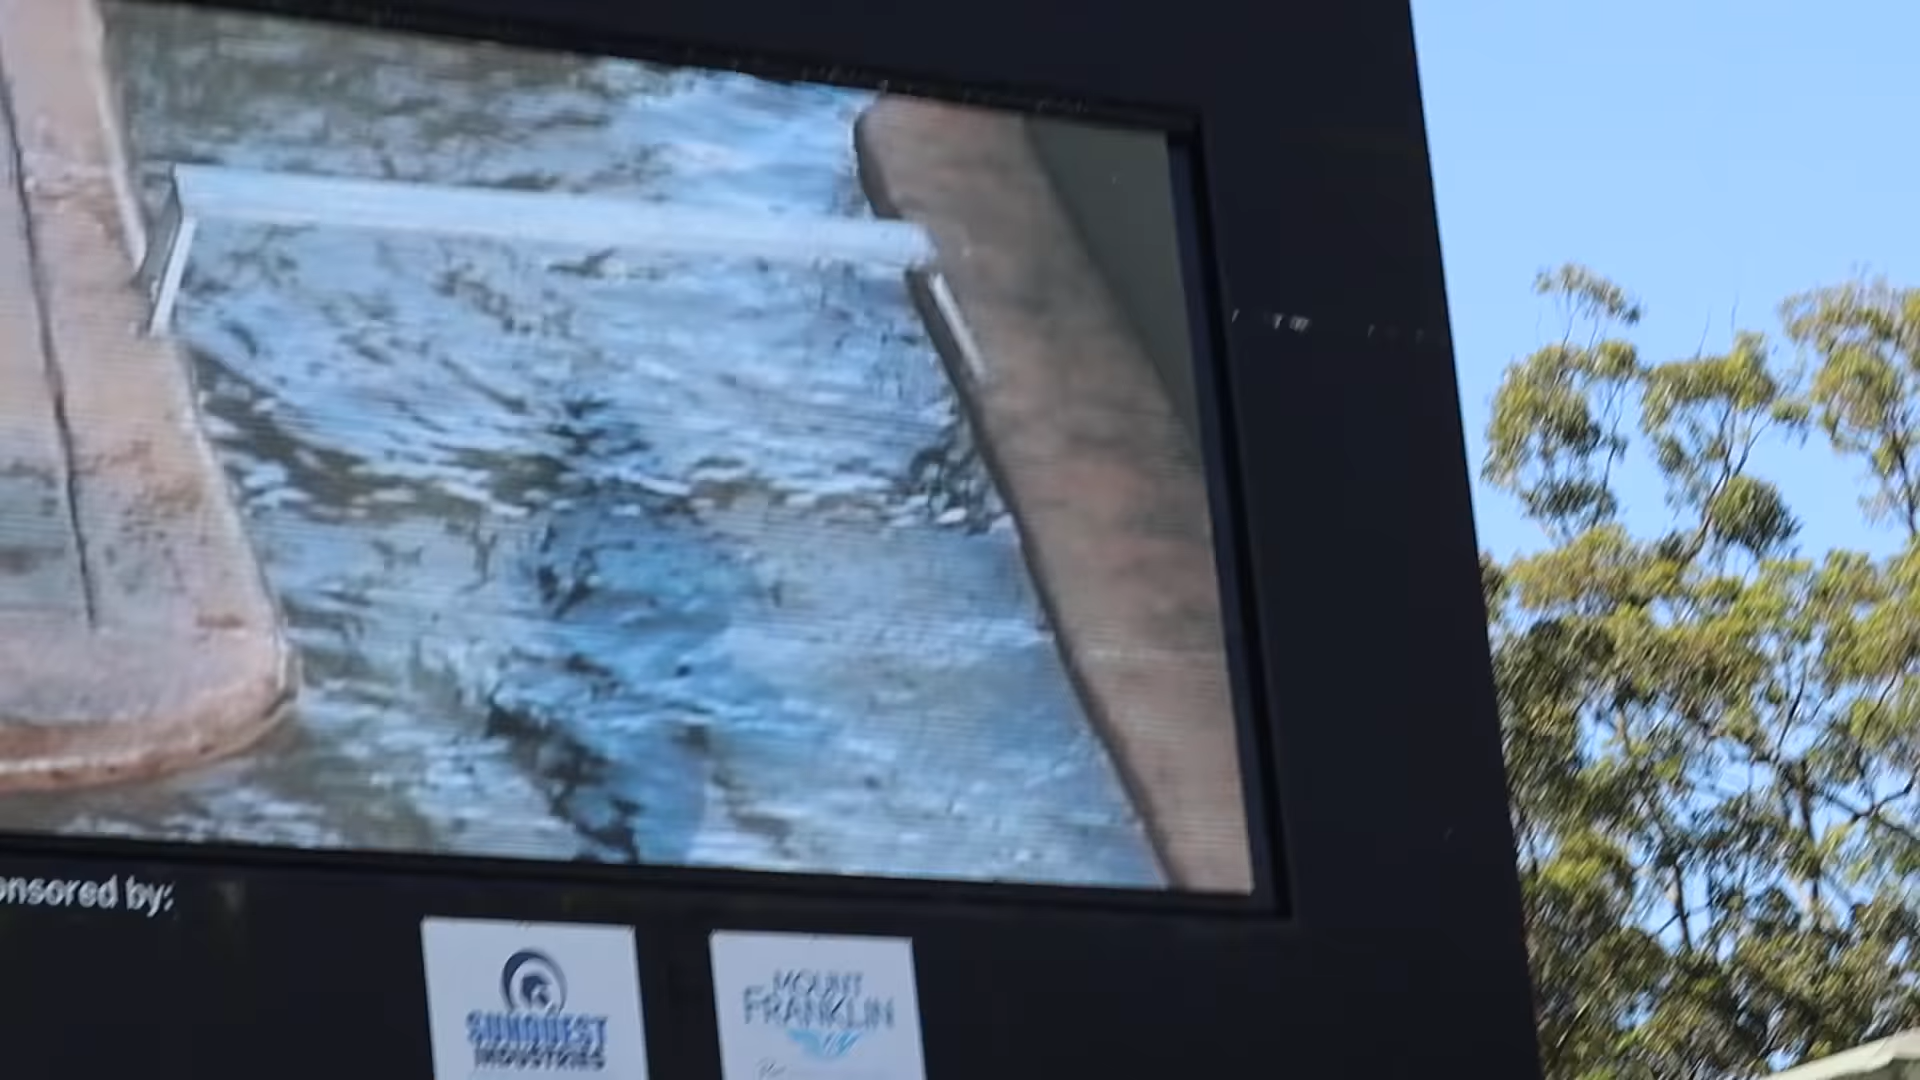 onsored by:
SUNQUEST
INDUSTRIES
MOUNT
FRANKLIN